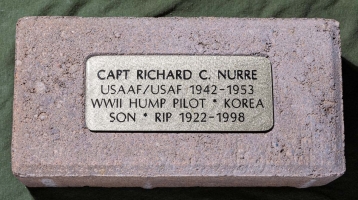 CAPT RICHARD C. NURRE
USAAF/USAF 1942-1953
WWII HUMP PILOT * KOREA
SON * RIP 1922-1998